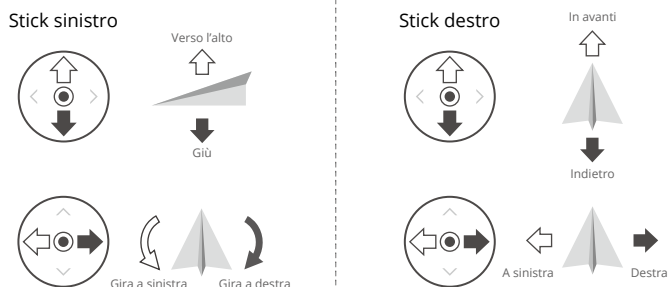 Stick sinistro
Verso l'alto
Giù
Gira a sinistra
Gira a destra
Stick destro
In avanti
Indietro
A sinistra
Destra